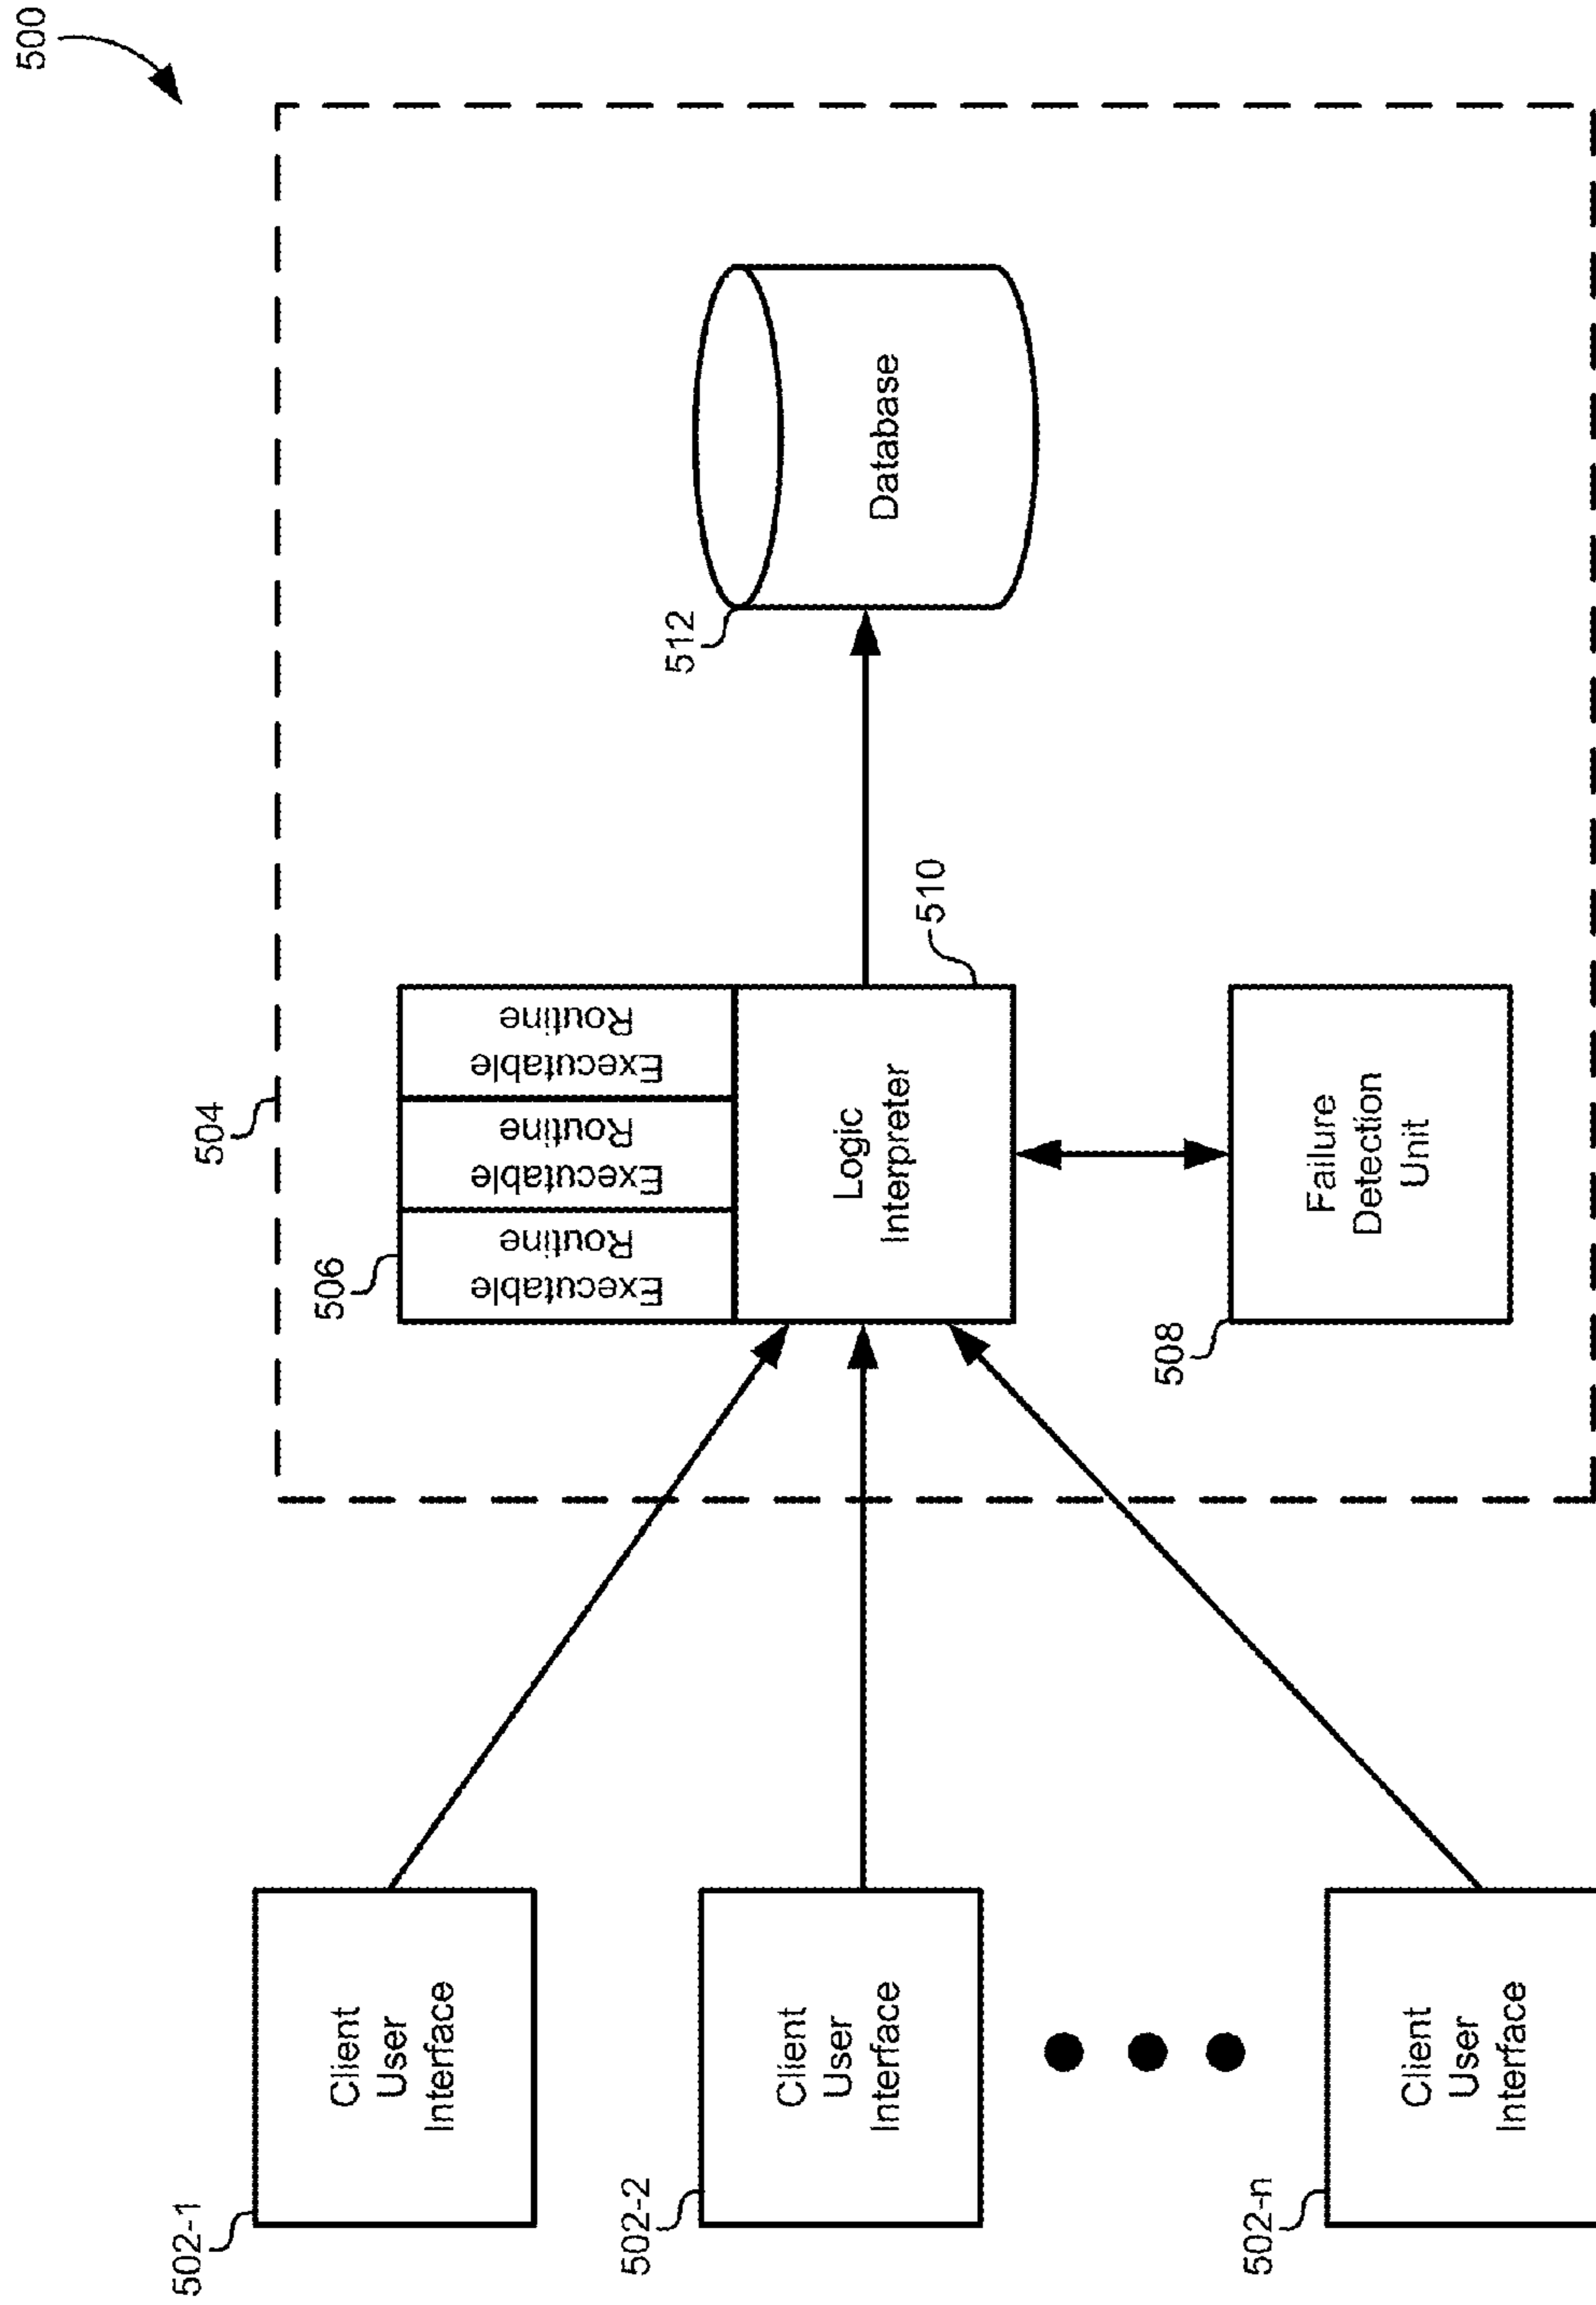 500
504
506
Executable
Routine
Executable
Routine
Executable
Routine
502-1
Client
User
Interface
Logic
Interpreter
510
512
Database
502-2
Client
User
Interface
508
Failure
Detection
Unit
502-n
Client
User
Interface